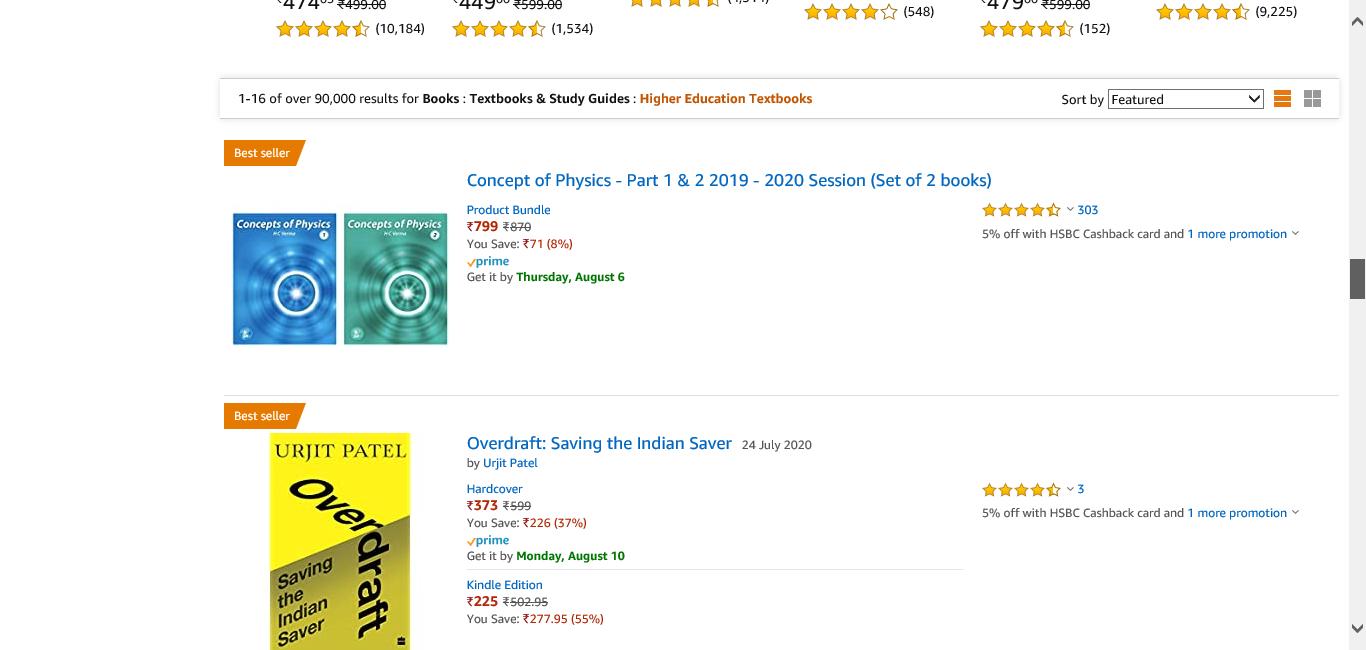 ₹474 ₹499.00
(10,184)
₹449 ₹599.00
(1,534)
(548)
₹479 ₹599.00
(152)
(9,225)
1-16 of over 90,000 results for Books : Textbooks & Study Guides : Higher Education Textbooks
Sort by Featured
Best seller
Concept of Physics - Part 1 & 2 2019 - 2020 Session (Set of 2 books)
Concepts of Physics
H C Verma
1
Concepts of Physics
H C Verma
2
Product Bundle
₹799 ₹870
You Save: ₹71 (8%)
prime
Get it by Thursday, August 6
303
5% off with HSBC Cashback card and 1 more promotion
Best seller
URJIT PATEL
Overdraft
Saving
the
Indian
Saver
Overdraft: Saving the Indian Saver 24 July 2020
by Urjit Patel
Hardcover
₹373 ₹599
You Save: ₹226 (37%)
prime
Get it by Monday, August 10
Kindle Edition
₹225 ₹502.95
You Save: ₹277.95 (55%)
3
5% off with HSBC Cashback card and 1 more promotion